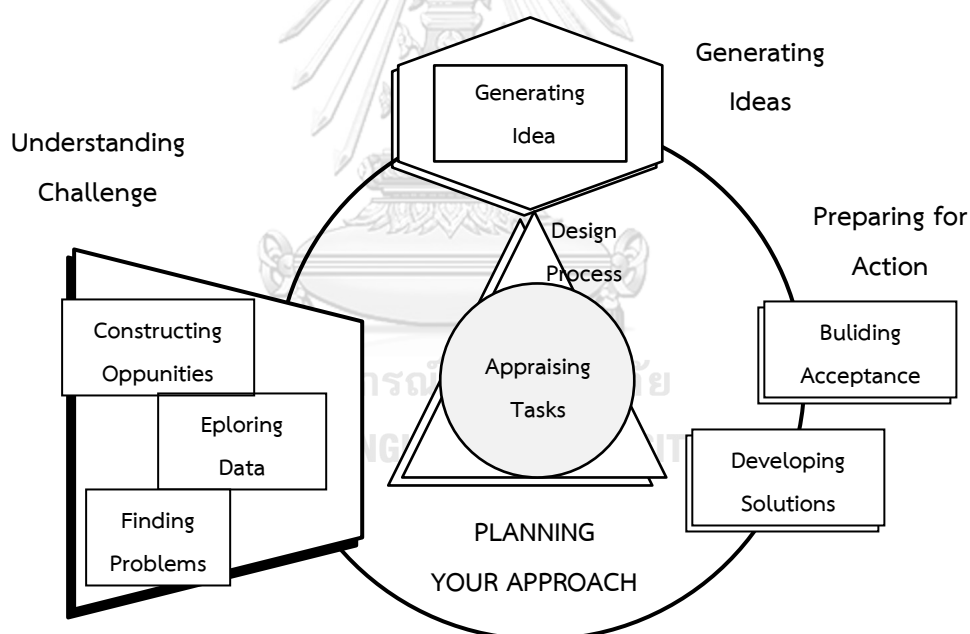 Generating
Ideas
Generating
Idea
Understanding
Challenge
Preparing for
Action
Design
Process
Constructing
Oppunities
Buliding
Acceptance
Appraising
Tasks
Eploring
Data
Developing
Solutions
Finding
Problems
PLANNING
YOUR APPROACH